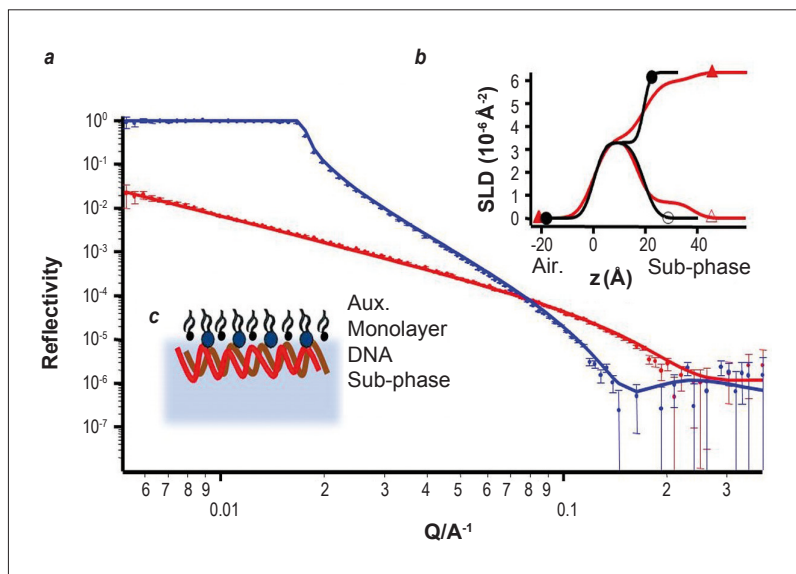 a
b
SLD (10⁻⁶ Å⁻²)
6
5
4
3
2
1
0
-20 0 20 40
Air. z (Å) Sub-phase
Reflectivity
10⁰
10⁻¹
10⁻²
10⁻³
10⁻⁴
10⁻⁵
10⁻⁶
10⁻⁷
c
Aux.
Monolayer
DNA
Sub-phase
6 7 8 9 2 3 4 5 6 7 8 9 2 3
0.01 0.1
Q/A⁻¹